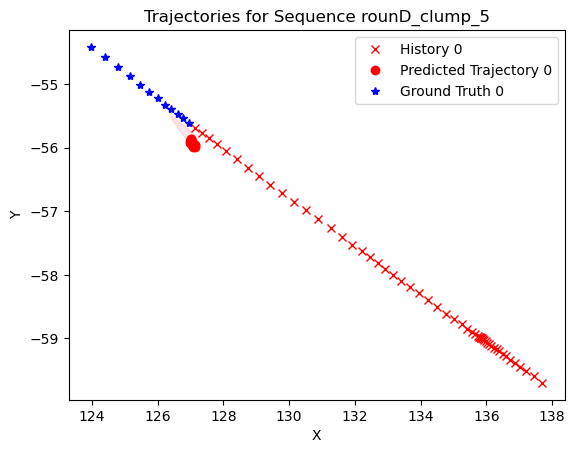 Trajectories for Sequence rounD_clump_5
History 0
Predicted Trajectory 0
Ground Truth 0
Y
−55
−56
−57
−58
−59
124
126
128
130
132
134
136
138
X